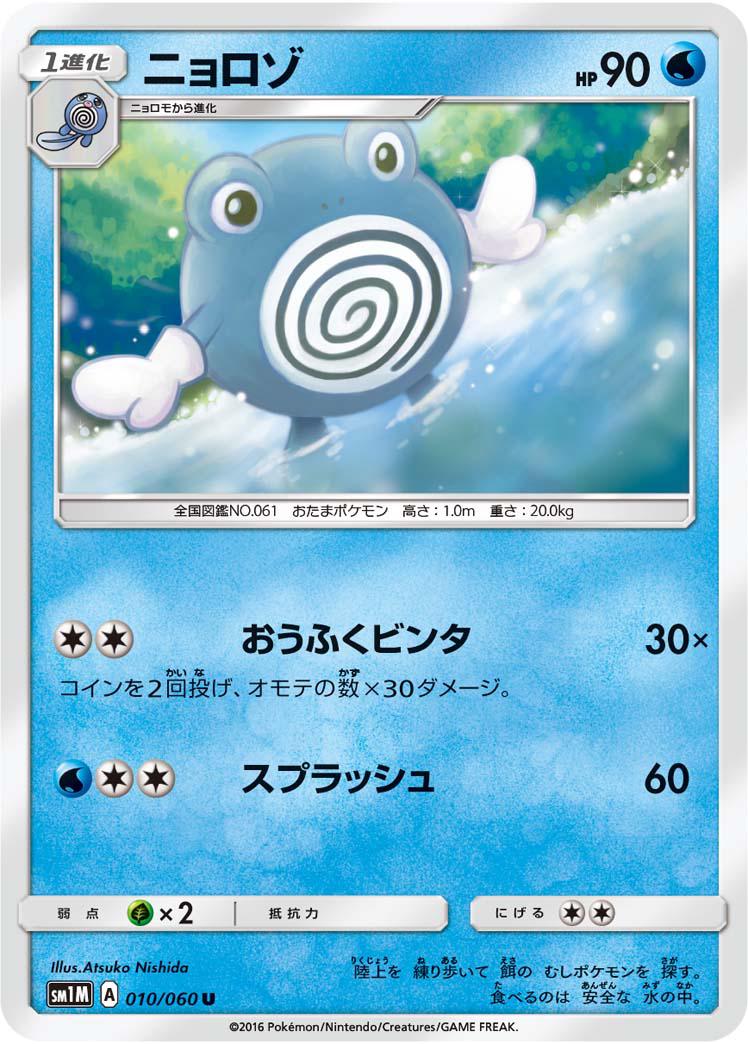 1進化
ニョロゾ
HP90
ニョロモから進化
全国図鑑NO.061 おたまポケモン 高さ：1.0m 重さ：20.0kg
おうふくビンタ 30×
コインを2回投げ、オモテの数×30ダメージ。
スプラッシュ 60
弱点 ×2 抵抗力 にげる
Illus.Atsuko Nishida
陸上を 練り歩いて 餌の むしポケモンを 探す。
食べるのは 安全な 水の中。
SM1M A 010/060 U
©2016 Pokémon/Nintendo/Creatures/GAME FREAK.